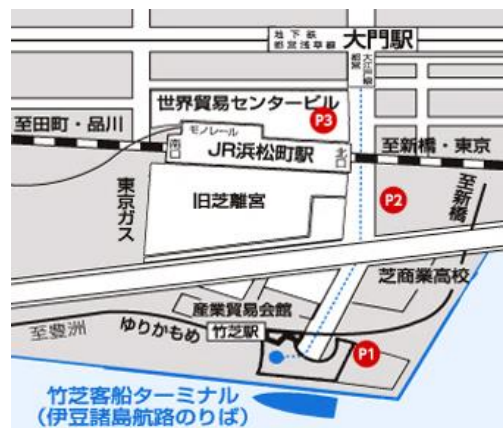 地下鉄
都営浅草線
大門駅
都営
大江戸線
世界貿易センタービル
P3
至田町・品川
モノレール
至新橋・東京
南口
JR浜松町駅
北口
至新橋
東京ガス
旧芝離宮
P2
芝商業高校
産業貿易会館
至豊洲
ゆりかもめ
竹芝駅
P1
竹芝客船ターミナル
（伊豆諸島航路のりば）